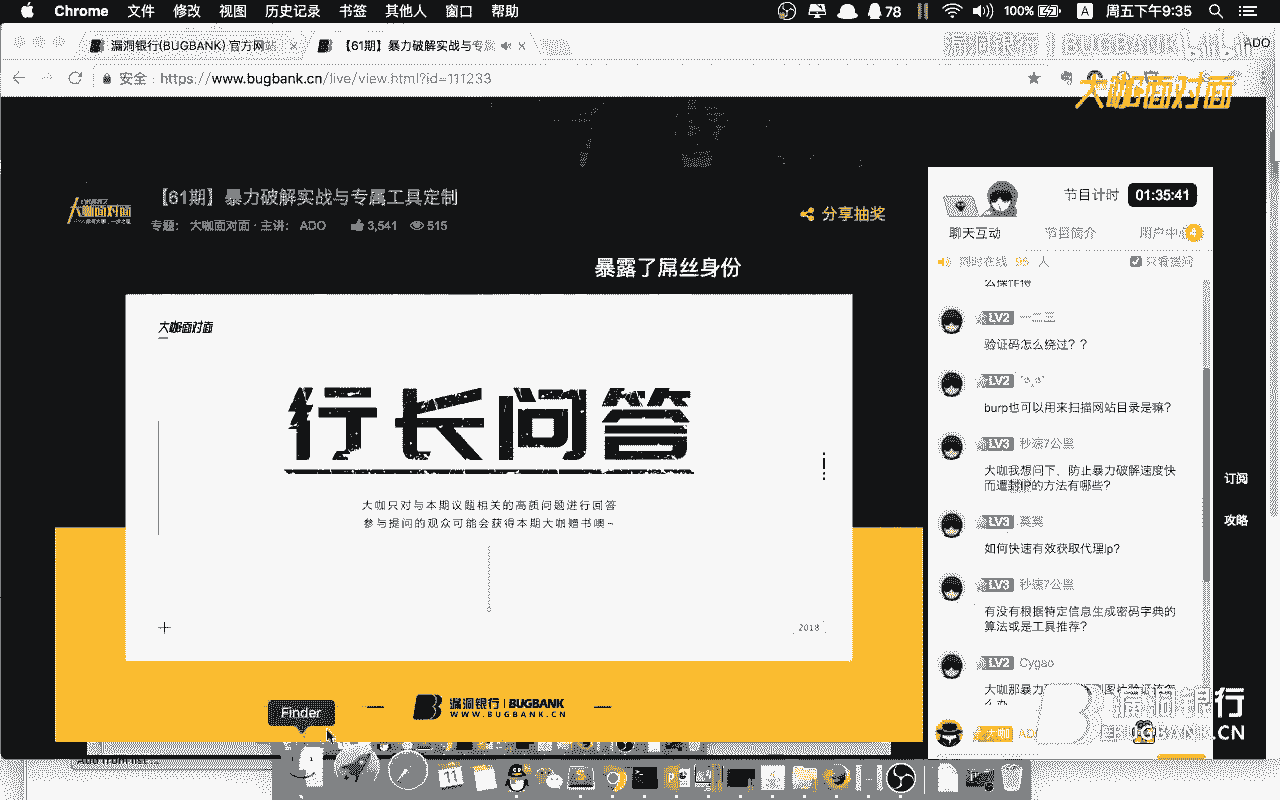 Chrome 文件 修改 视图 历史记录 书签 其他人 窗口 帮助
78 100% A 周五下午9:35
漏洞银行(BUGBANK) 官方网站
【61期】暴力破解实战与专属
漏洞银行 | BUGBANK
ADO
安全 https://www.bugbank.cn/live/view.html?id=111233
大咖面对面
【61期】暴力破解实战与专属工具定制
大咖面对面
专题： 大咖面对面 · 主讲： ADO 3,541 515
分享抽奖
节目计时 01:35:41
聊天互动 节目简介 用户中心 4
同时在线 95 人 只看提问
暴露了屌丝身份
大咖面对面
行长问答
大咖只对与本期议题相关的高质问题进行回答
参与提问的观众可能会获得本期大咖赠书噢~
2018
漏洞银行 | BUGBANK
WWW.BUGBANK.CN
么操作得
LV2 一二三
验证码怎么绕过？？
LV2
burp也可以用来扫描网站目录是嘛？
LV3 秒速7公里
大咖我想问下、防止暴力破解速度快
而遭封IP的方法有哪些？
LV3
如何快速有效获取代理ip?
LV3 秒速7公里
有没有根据特定信息生成密码字典的
算法或是工具推荐？
LV2 Cygao
大咖那暴力
么办
大咖
订阅
攻略
漏洞银行
BUGBANK.CN
Finder
11